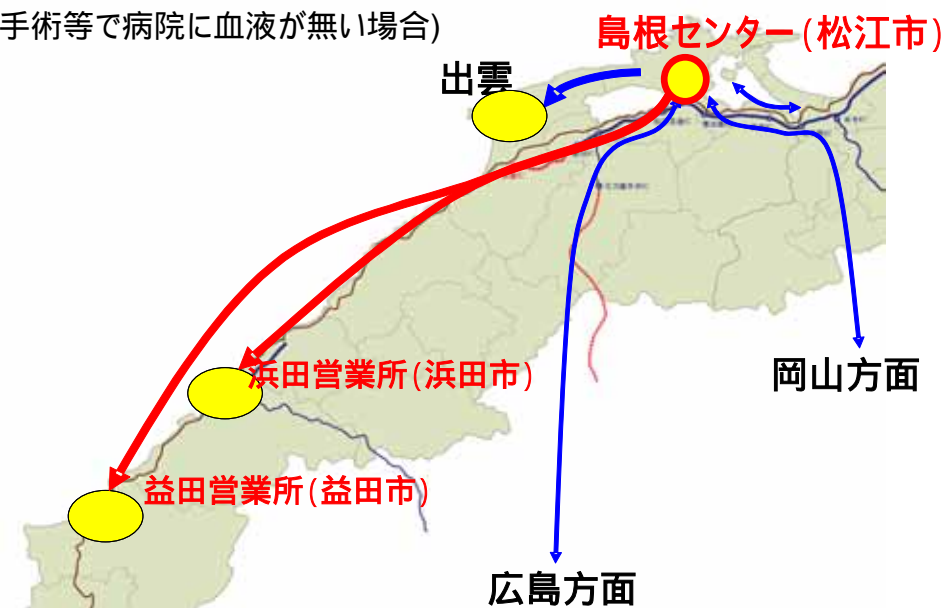 手術等で病院に血液が無い場合)
島根センター(松江市)
出雲
浜田営業所(浜田市)
岡山方面
益田営業所(益田市)
広島方面